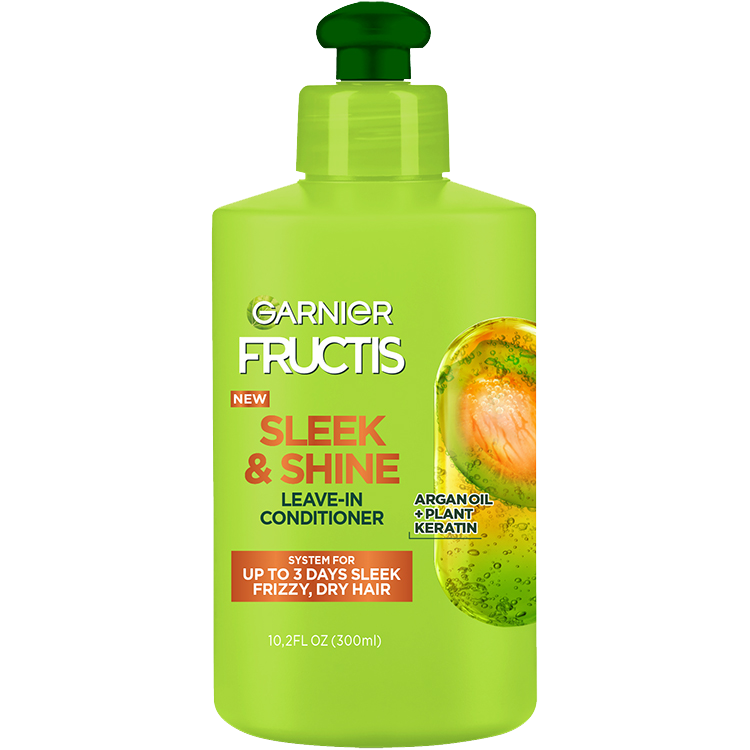 GARNIER
FRUCTIS
NEW
SLEEK
& SHINE
LEAVE-IN
CONDITIONER
ARGAN OIL
+ PLANT
KERATIN
SYSTEM FOR
UP TO 3 DAYS SLEEK
FRIZZY, DRY HAIR
10,2FL OZ (300ml)